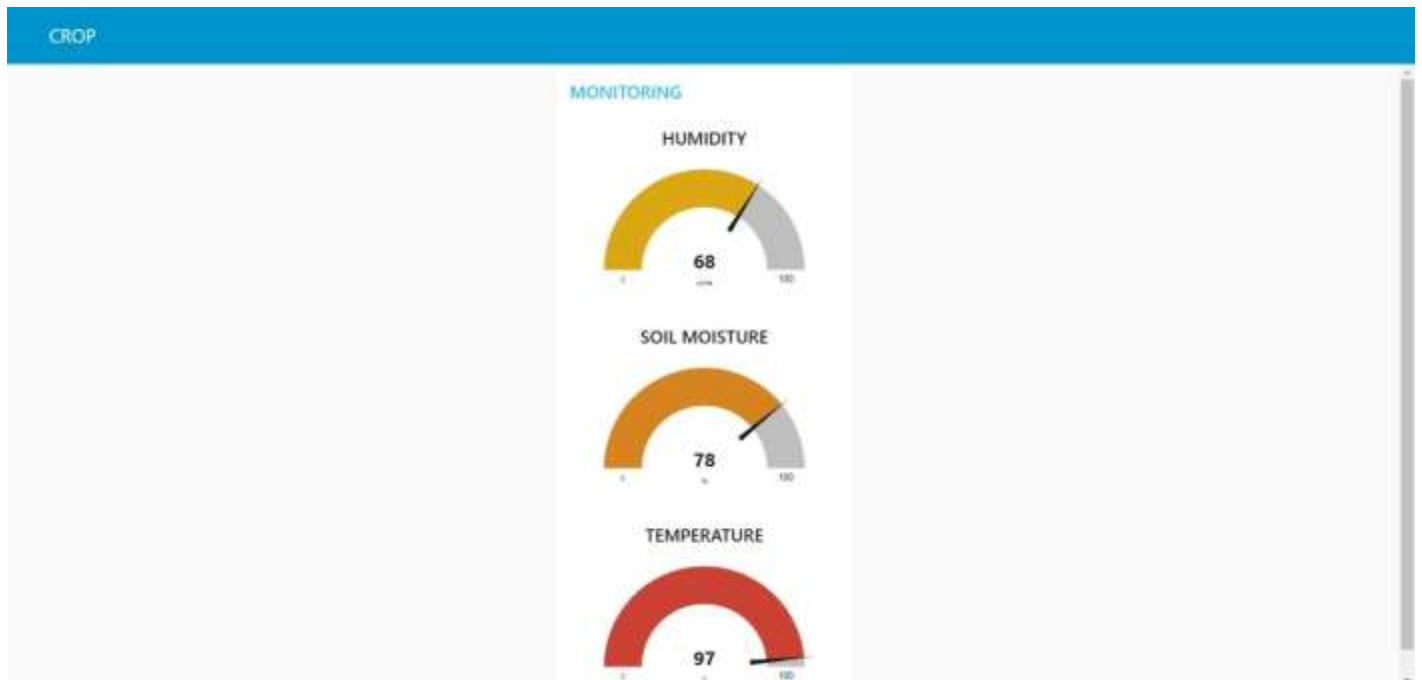 CROP
MONITORING
HUMIDITY
68
0 100
SOIL MOISTURE
78
0 100
%
TEMPERATURE
97
0 100